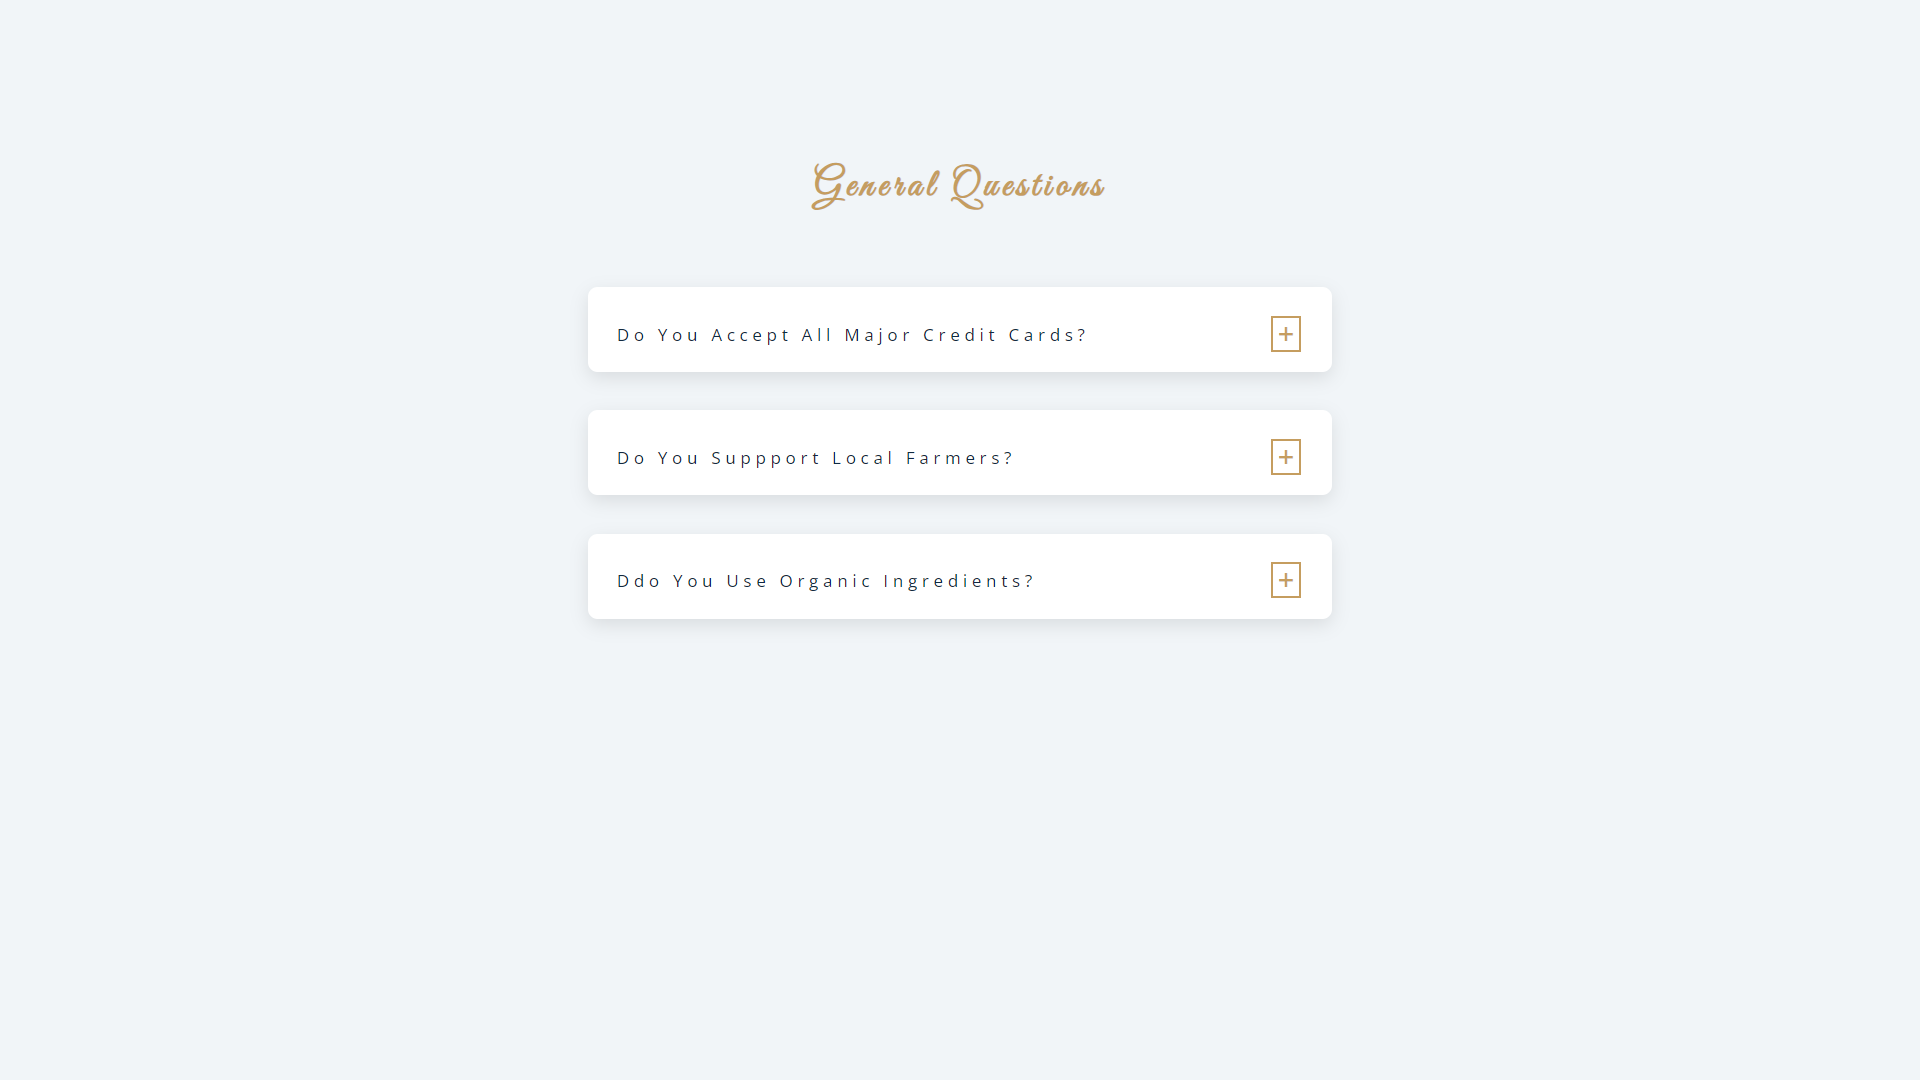 General Questions
Do You Accept All Major Credit Cards?
+
Do You Suppport Local Farmers?
+
Ddo You Use Organic Ingredients?
+